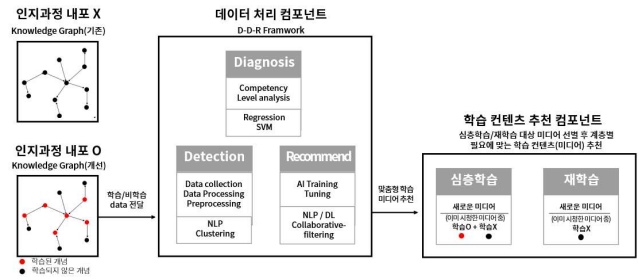 인지과정 내포 X
Knowledge Graph(기존)
인지과정 내포 O
Knowledge Graph(개선)
학습된 개념
학습되지 않은 개념
학습/비학습
data 전달
데이터 처리 컴포넌트
D-D-R Framwork
Diagnosis
Competency
Level analysis
Regression
SVM
Detection
Data collection
Data Processing
Preprocessing
NLP
Clustering
Recommend
AI Training
Tuning
NLP / DL
Collaborative-
filtering
맞춤형 학습
미디어 추천
학습 컨텐츠 추천 컴포넌트
심층학습/재학습 대상 미디어 선별 후 계층별
필요에 맞는 학습 컨텐츠(미디어) 추천
심층학습
새로운 미디어
(이미 시청한 미디어 중)
학습O + 학습X
재학습
새로운 미디어
(이미 시청한 미디어 중)
학습X